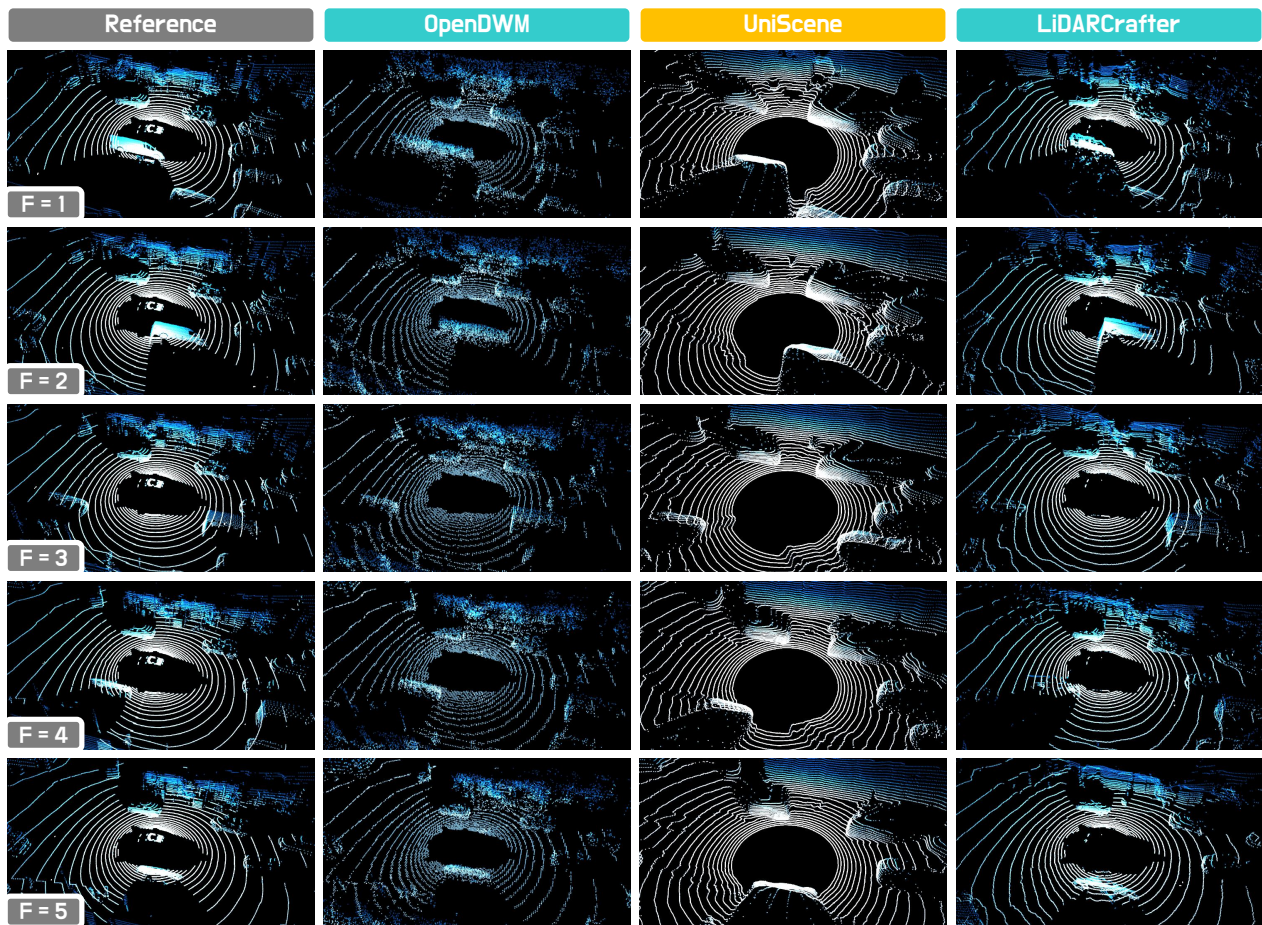 Reference OpenDWM UniScene LiDARCrafter
F = 1
F = 2
F = 3
F = 4
F = 5